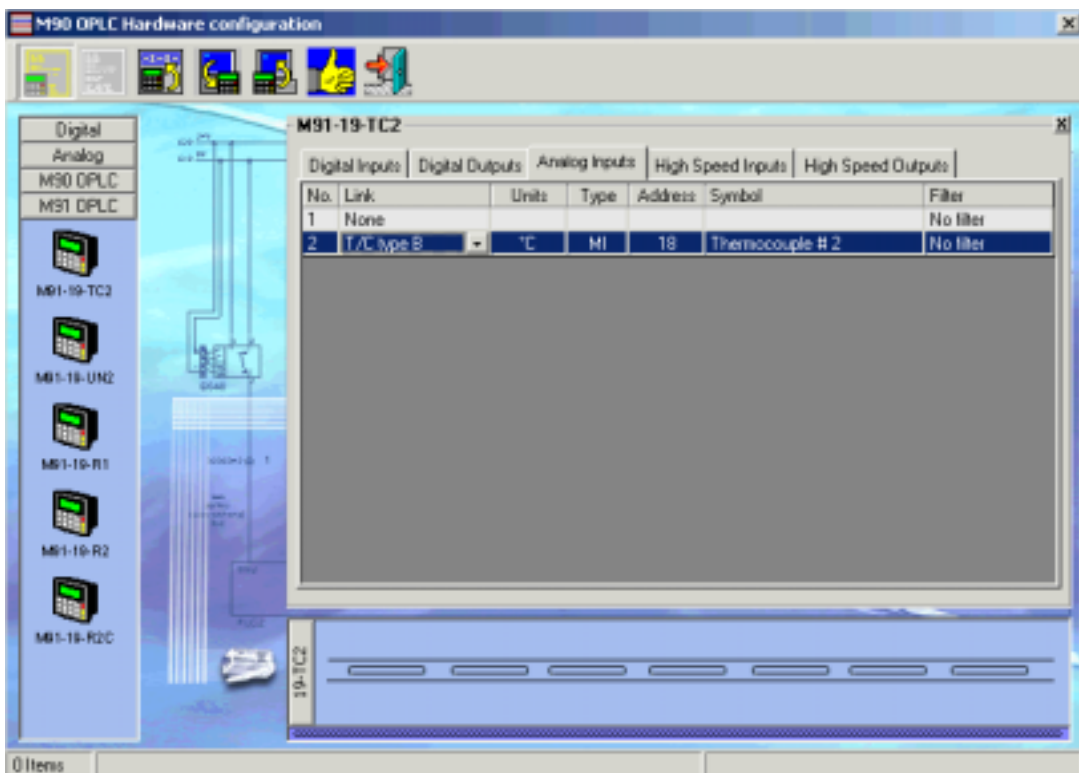 M90 OPLC Hardware configuration
Digital
Analog
M90 OPLC
M91 OPLC
M91-19-TC2
M91-19-UN2
M91-19-R1
M91-19-R2
M91-19-R2C
M91-19-TC2
Digital Inputs Digital Outputs Analog Inputs High Speed Inputs High Speed Outputs
No. Link Units Type Address Symbol Filter
1 None No filter
2 T/C type B °C MI 18 Thermocouple # 2 No filter
19-TC2
0 Items